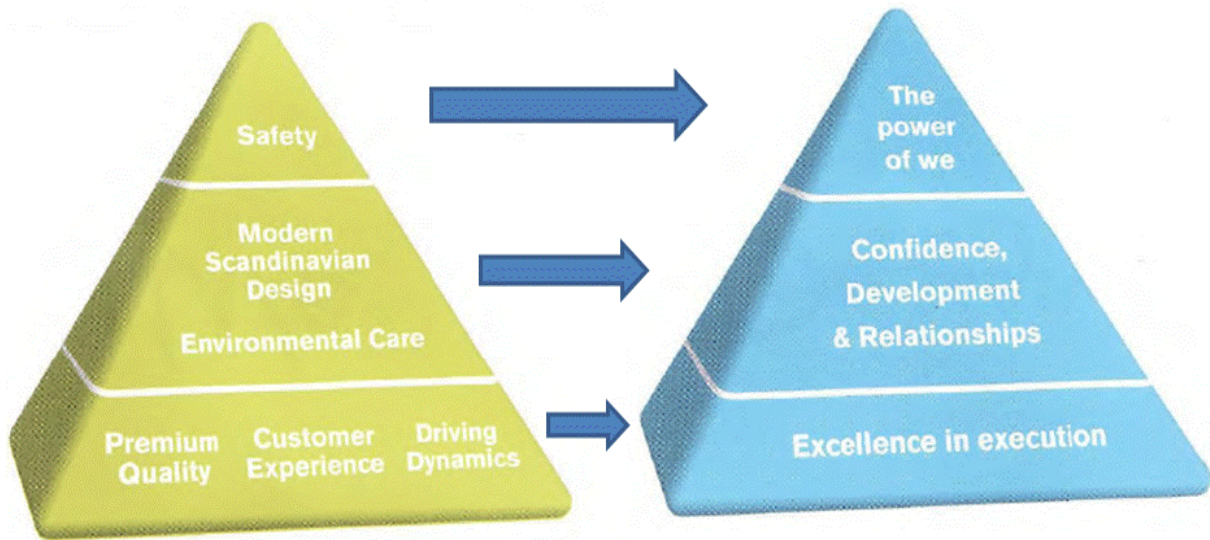 Safety
Modern
Scandinavian
Design
Environmental Care
Premium
Quality
Customer
Experience
Driving
Dynamics
The
power
of we
Confidence,
Development
& Relationships
Excellence in execution